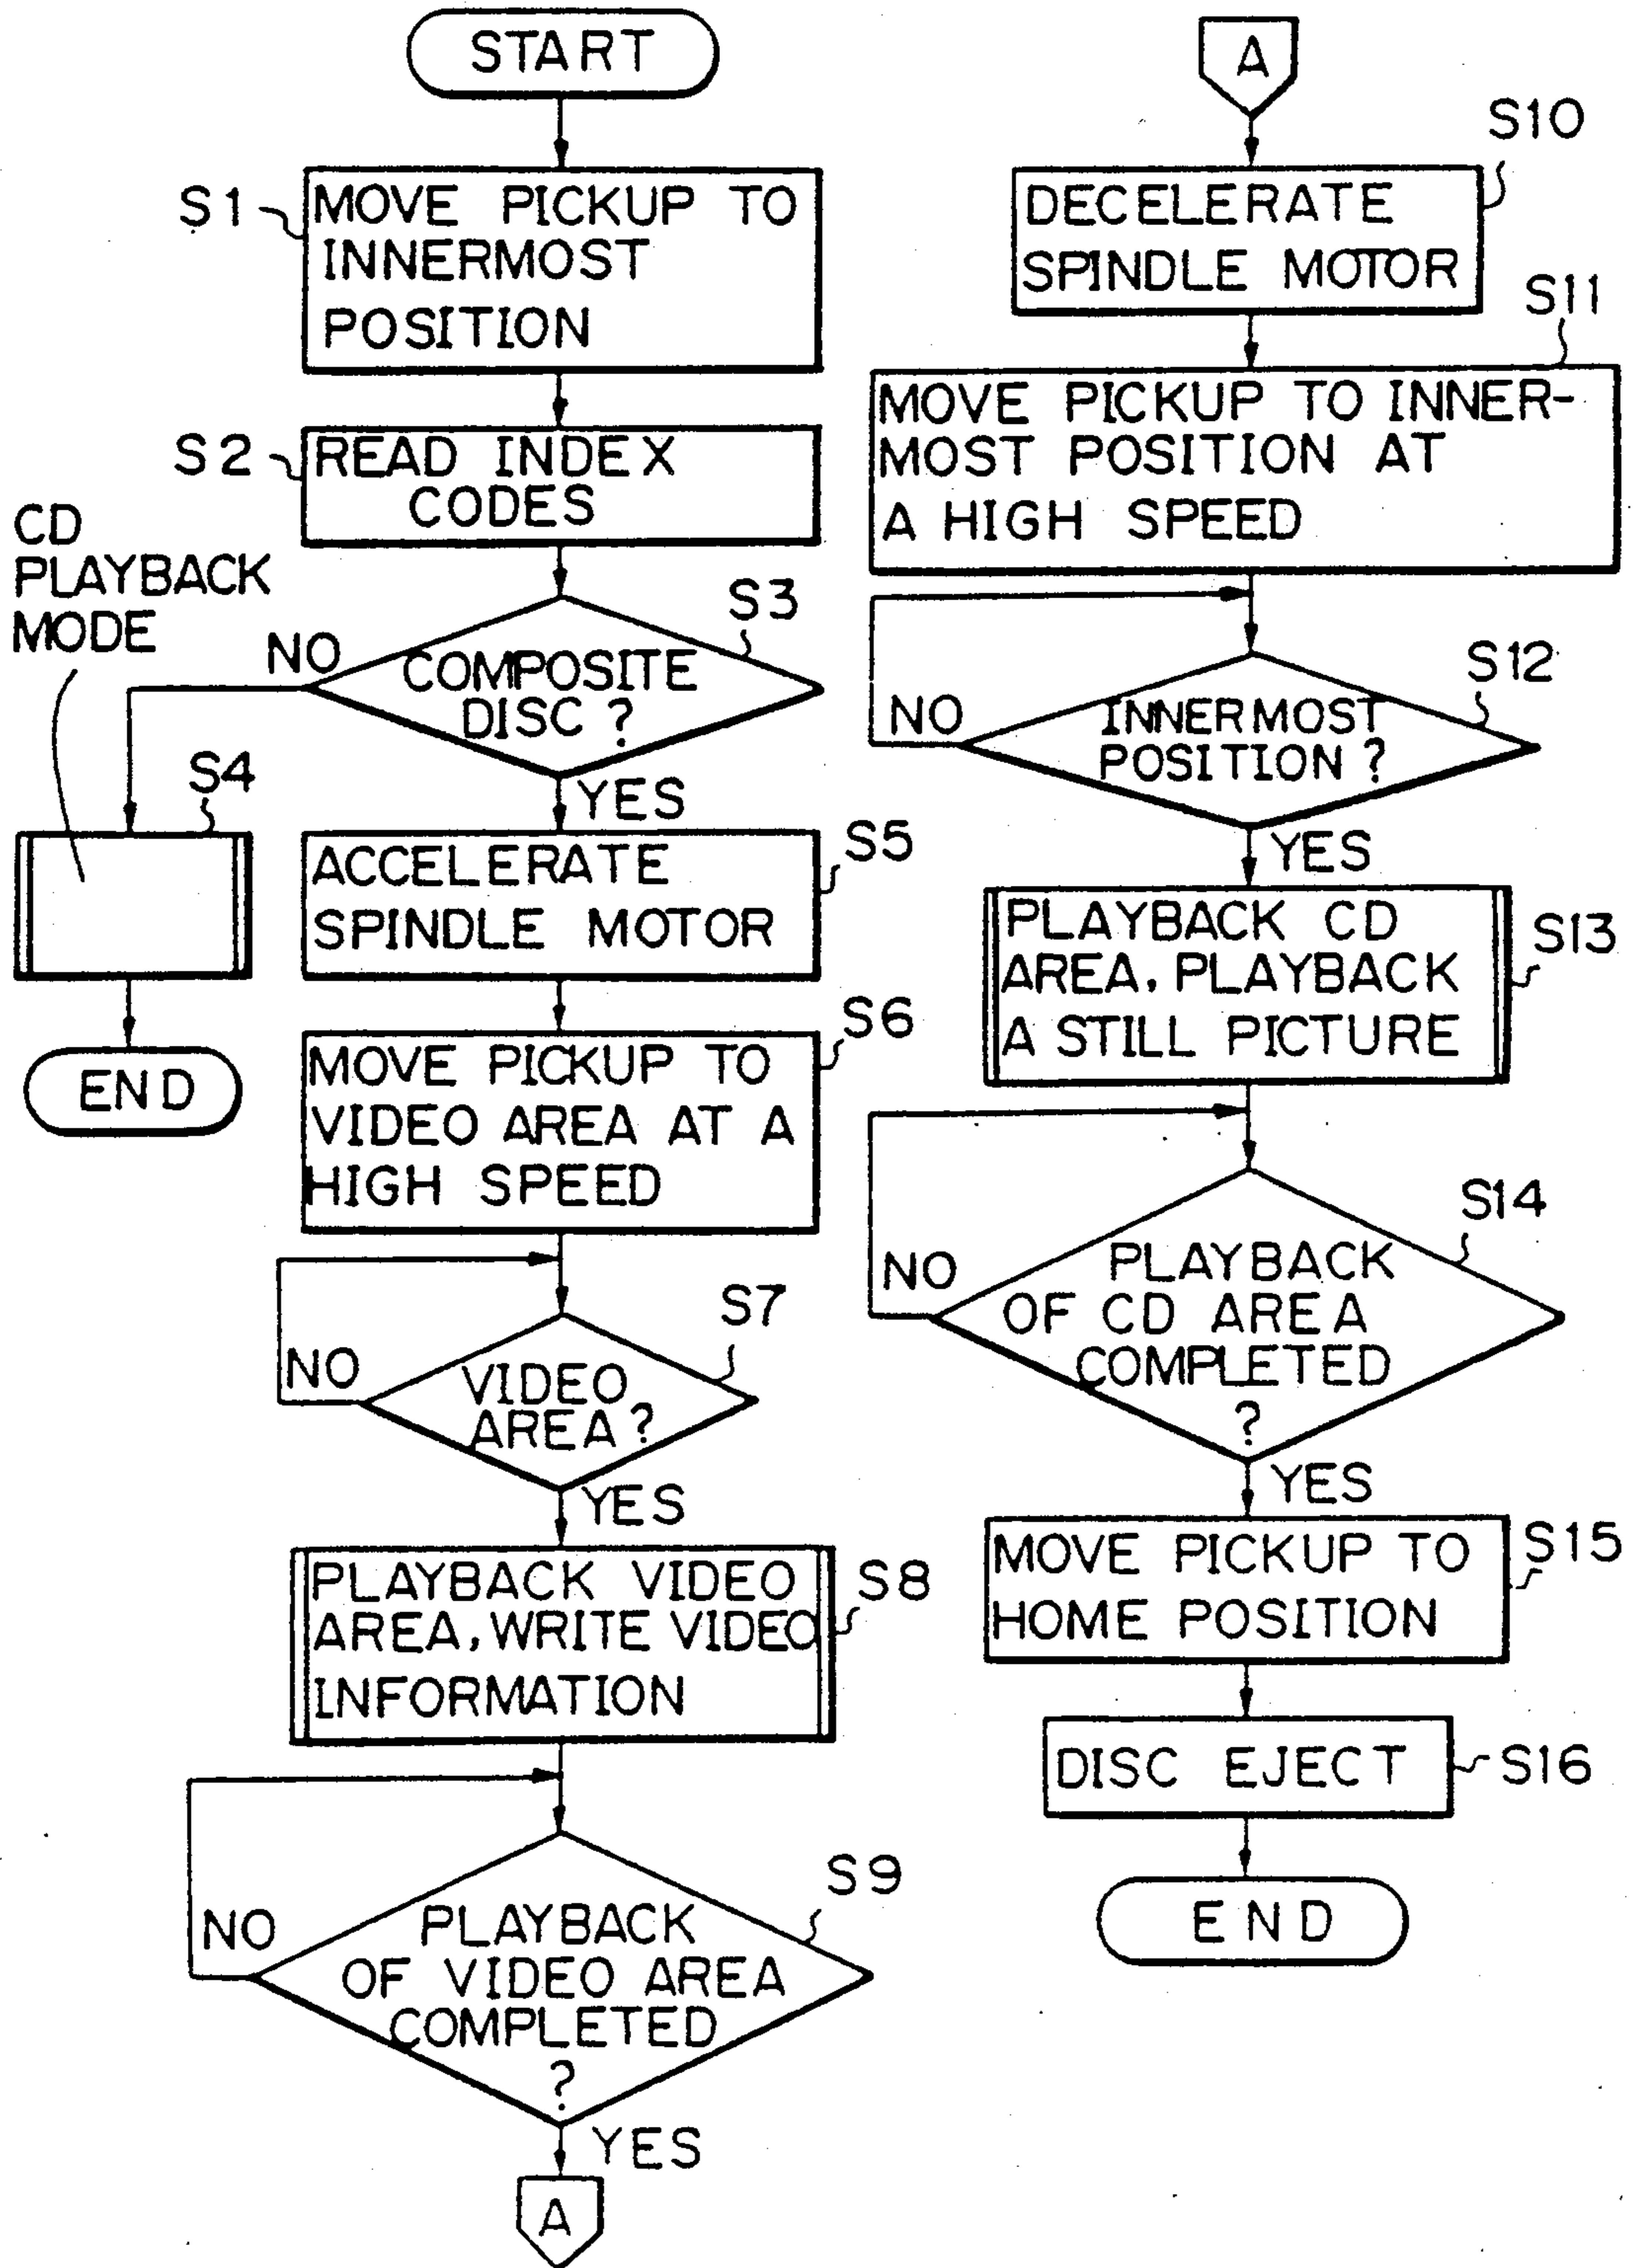 START
S1
MOVE PICKUP TO
INNERMOST
POSITION
S2
READ INDEX
CODES
CD
PLAYBACK
MODE
S3
NO
COMPOSITE
DISC ?
YES
S4
END
S5
ACCELERATE
SPINDLE MOTOR
S6
MOVE PICKUP TO
VIDEO AREA AT A
HIGH SPEED
S7
NO
VIDEO
AREA ?
YES
S8
PLAYBACK VIDEO
AREA, WRITE VIDEO
INFORMATION
S9
NO
PLAYBACK
OF VIDEO AREA
COMPLETED
?
YES
A
A
S10
DECELERATE
SPINDLE MOTOR
S11
MOVE PICKUP TO INNER-
MOST POSITION AT
A HIGH SPEED
S12
NO
INNERMOST
POSITION ?
YES
S13
PLAYBACK CD
AREA, PLAYBACK
A STILL PICTURE
S14
NO
PLAYBACK
OF CD AREA
COMPLETED
?
YES
S15
MOVE PICKUP TO
HOME POSITION
DISC EJECT
S16
END